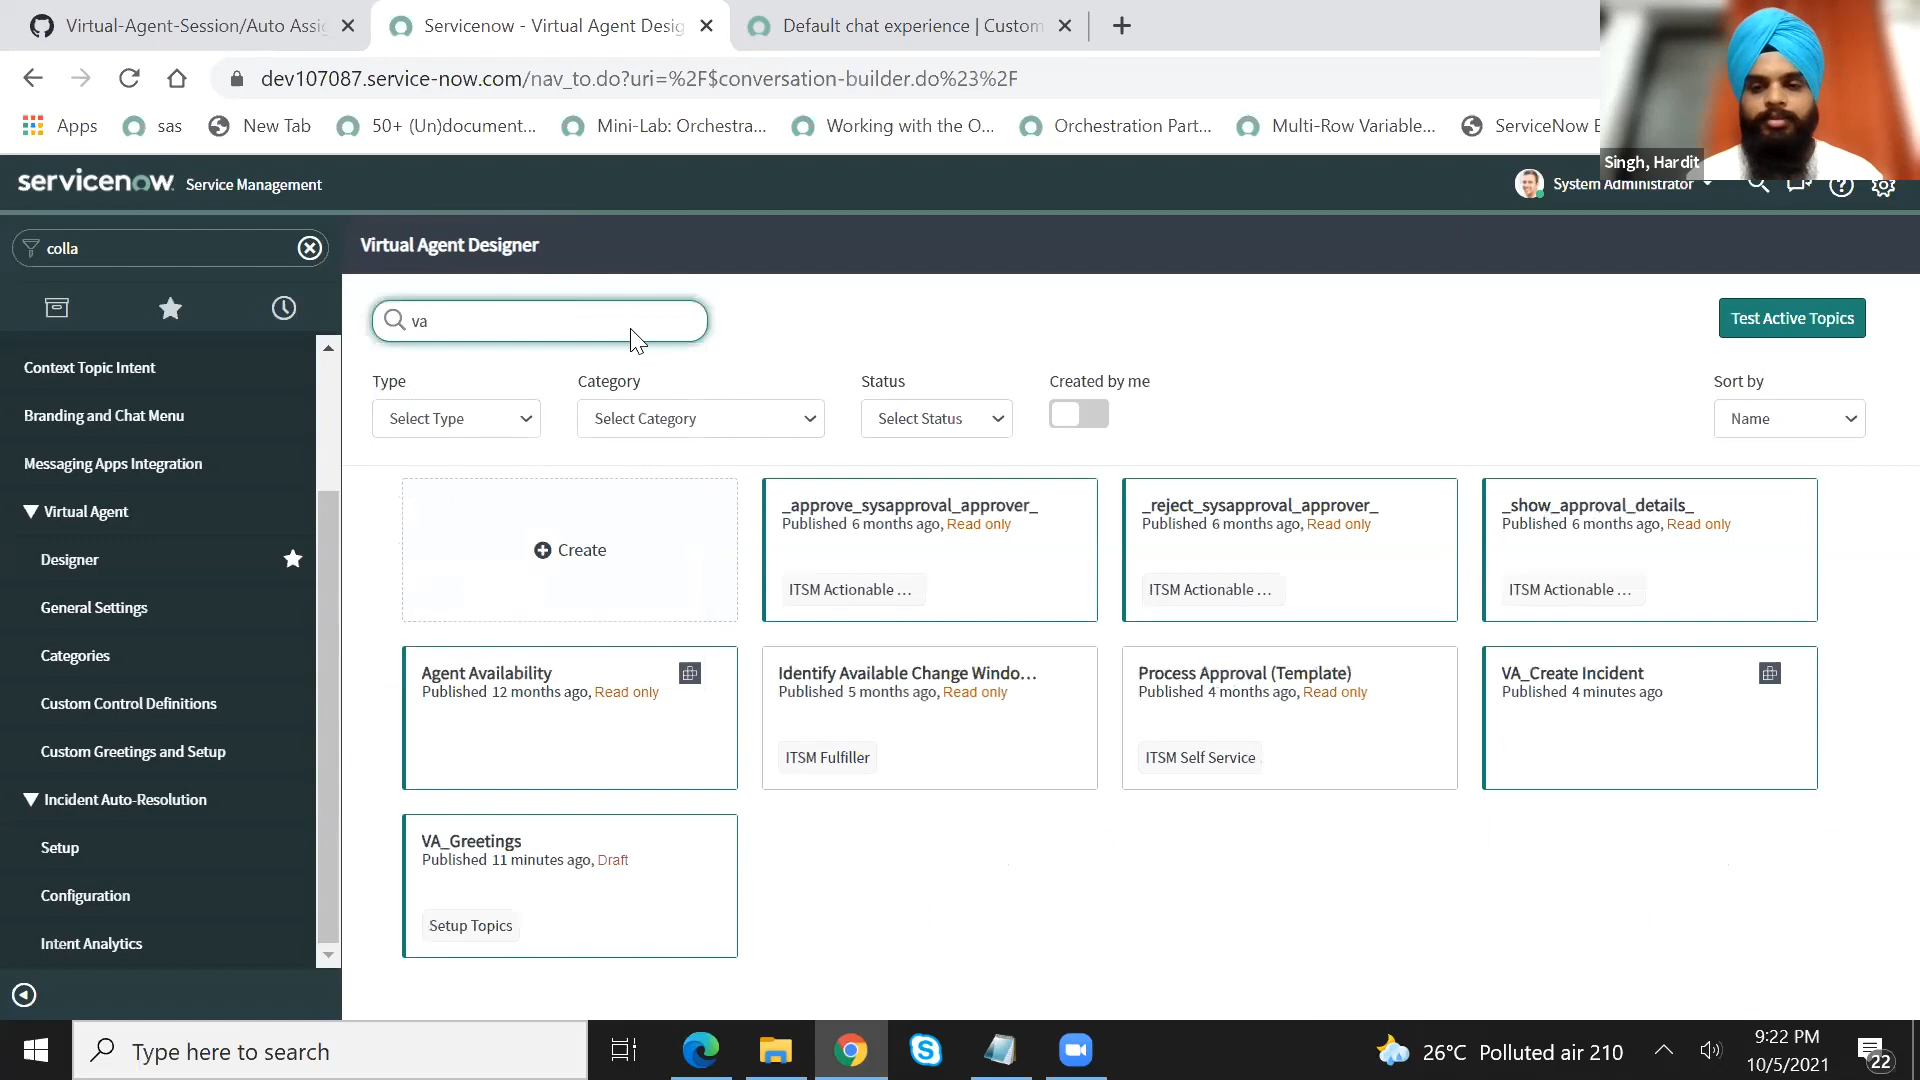 Virtual-Agent-Session/Auto Assig
Servicenow - Virtual Agent Desig
Default chat experience | Custom
dev107087.service-now.com/nav_to.do?uri=%2F$conversation-builder.do%23%2F
Apps
sas
New Tab
50+ (Un)document...
Mini-Lab: Orchestra...
Working with the O...
Orchestration Part...
Multi-Row Variable...
ServiceNow
Singh, Hardit
servicenow Service Management
System Administrator
colla
Virtual Agent Designer
va
Test Active Topics
Type
Category
Status
Created by me
Sort by
Select Type
Select Category
Select Status
Name
Context Topic Intent
Branding and Chat Menu
Messaging Apps Integration
Virtual Agent
Designer
General Settings
Categories
Custom Control Definitions
Custom Greetings and Setup
Incident Auto-Resolution
Setup
Configuration
Intent Analytics
Create
_approve_sysapproval_approver_
Published 6 months ago, Read only
ITSM Actionable ...
_reject_sysapproval_approver_
Published 6 months ago, Read only
ITSM Actionable ...
_show_approval_details_
Published 6 months ago, Read only
ITSM Actionable ...
Agent Availability
Published 12 months ago, Read only
Identify Available Change Windo...
Published 5 months ago, Read only
ITSM Fulfiller
Process Approval (Template)
Published 4 months ago, Read only
ITSM Self Service
VA_Create Incident
Published 4 minutes ago
VA_Greetings
Published 11 minutes ago, Draft
Setup Topics
Type here to search
26°C Polluted air 210
9:22 PM
10/5/2021
22